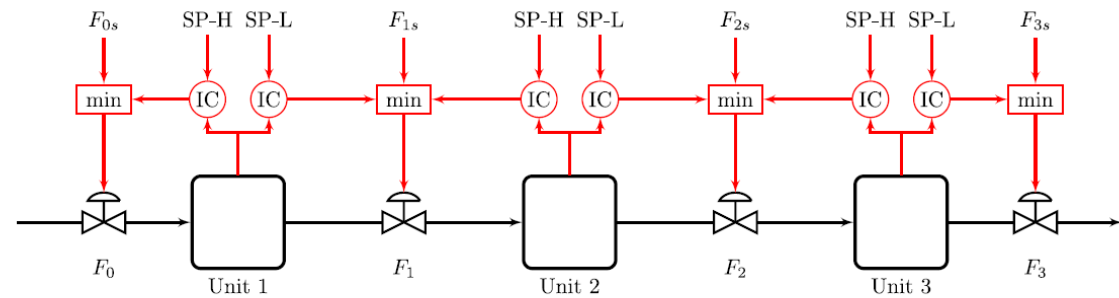 F0s SP-H SP-L F1s SP-H SP-L F2s SP-H SP-L F3s
min IC IC min IC IC min IC IC min
F0 F1 F2 F3
Unit 1 Unit 2 Unit 3